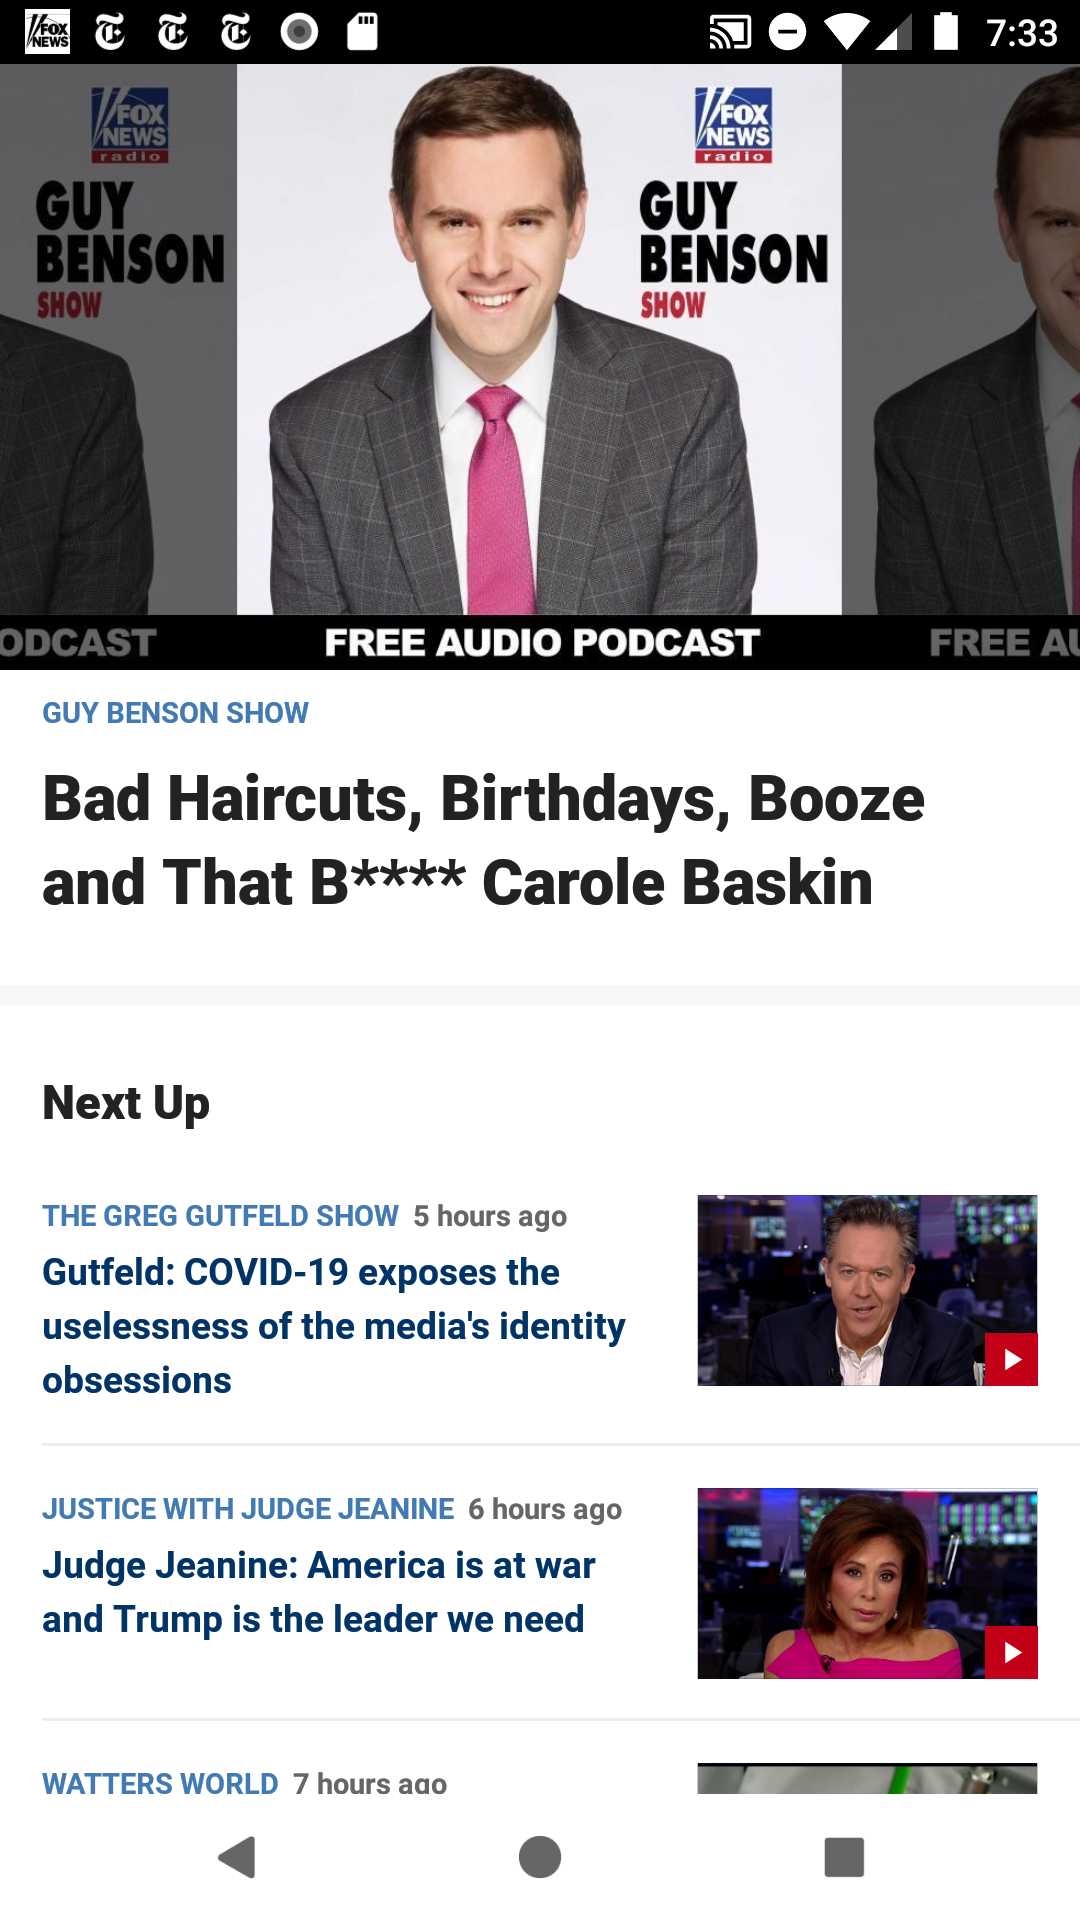 FOX
NEWS
7:33
FOX
NEWS
radio
GUY
BENSON
SHOW
FOX
NEWS
radio
GUY
BENSON
SHOW
ODCAST
FREE AUDIO PODCAST
FREE AU
GUY BENSON SHOW
Bad Haircuts, Birthdays, Booze
and That B**** Carole Baskin
Next Up
THE GREG GUTFELD SHOW 5 hours ago
Gutfeld: COVID-19 exposes the
uselessness of the media's identity
obsessions
JUSTICE WITH JUDGE JEANINE 6 hours ago
Judge Jeanine: America is at war
and Trump is the leader we need
WATTERS WORLD 7 hours ago